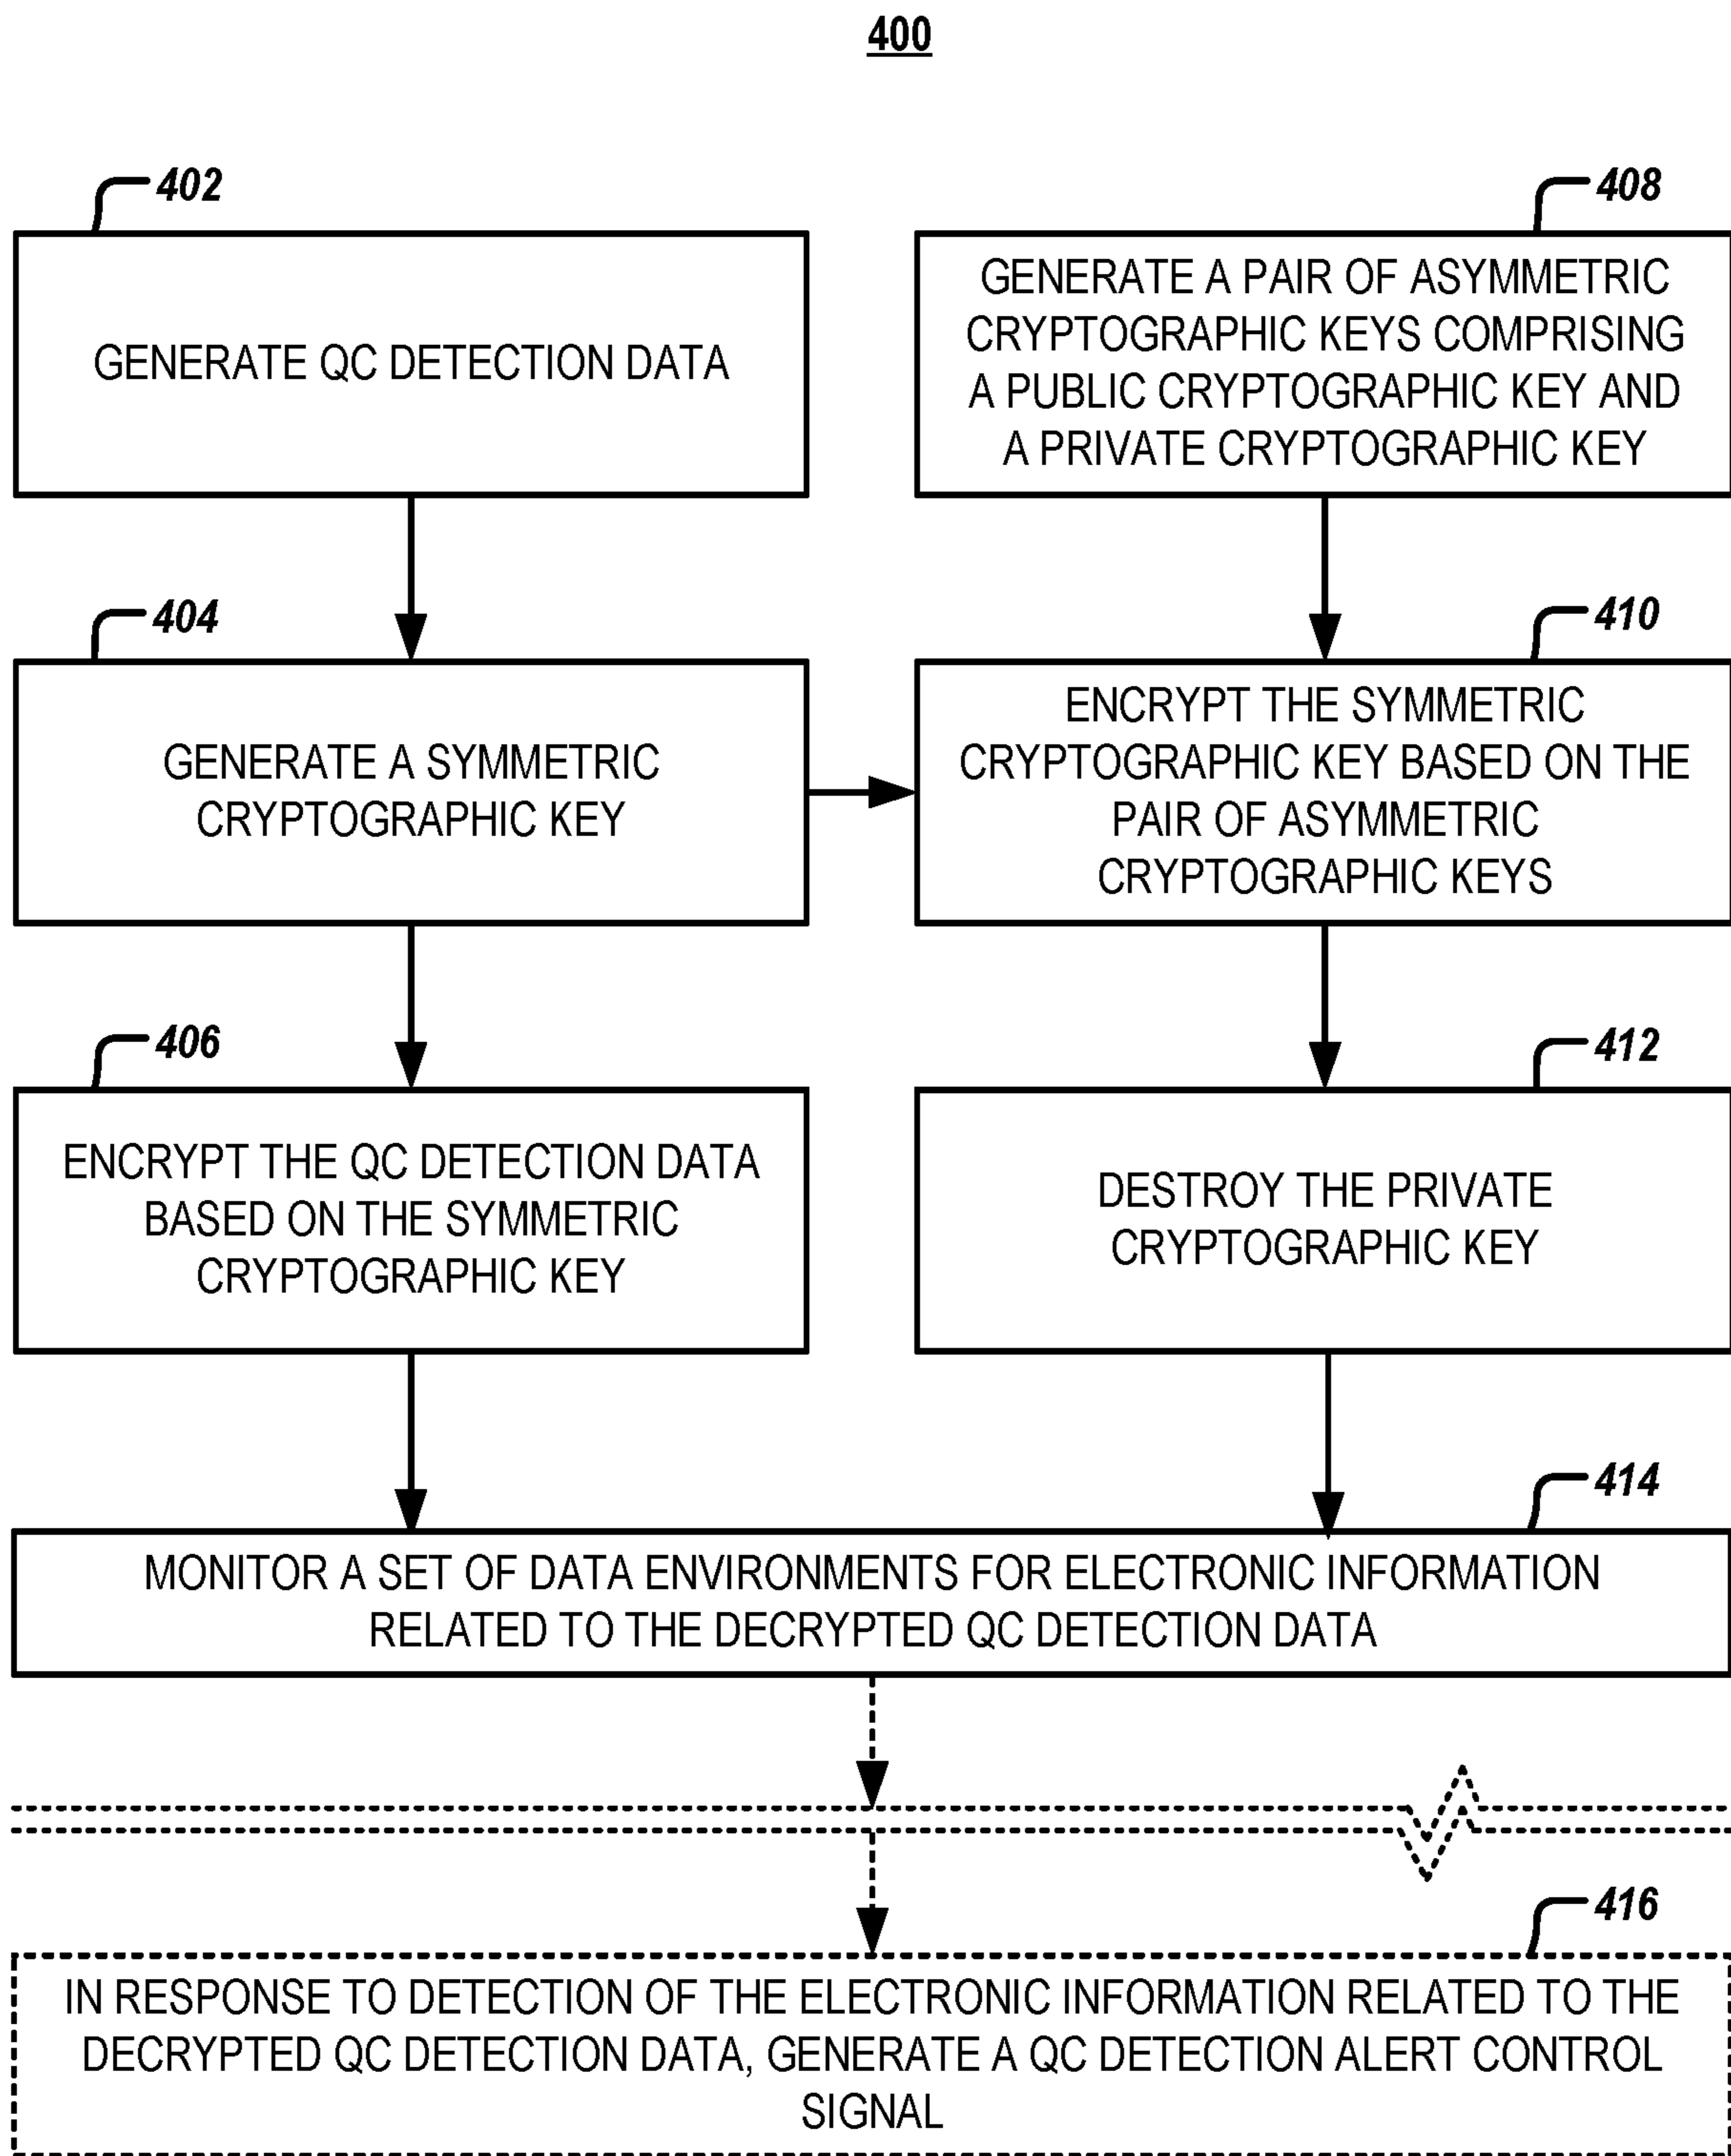 400
402
GENERATE QC DETECTION DATA
408
GENERATE A PAIR OF ASYMMETRIC
CRYPTOGRAPHIC KEYS COMPRISING
A PUBLIC CRYPTOGRAPHIC KEY AND
A PRIVATE CRYPTOGRAPHIC KEY
404
GENERATE A SYMMETRIC
CRYPTOGRAPHIC KEY
410
ENCRYPT THE SYMMETRIC
CRYPTOGRAPHIC KEY BASED ON THE
PAIR OF ASYMMETRIC
CRYPTOGRAPHIC KEYS
406
ENCRYPT THE QC DETECTION DATA
BASED ON THE SYMMETRIC
CRYPTOGRAPHIC KEY
412
DESTROY THE PRIVATE
CRYPTOGRAPHIC KEY
414
MONITOR A SET OF DATA ENVIRONMENTS FOR ELECTRONIC INFORMATION
RELATED TO THE DECRYPTED QC DETECTION DATA
416
IN RESPONSE TO DETECTION OF THE ELECTRONIC INFORMATION RELATED TO THE
DECRYPTED QC DETECTION DATA, GENERATE A QC DETECTION ALERT CONTROL
SIGNAL